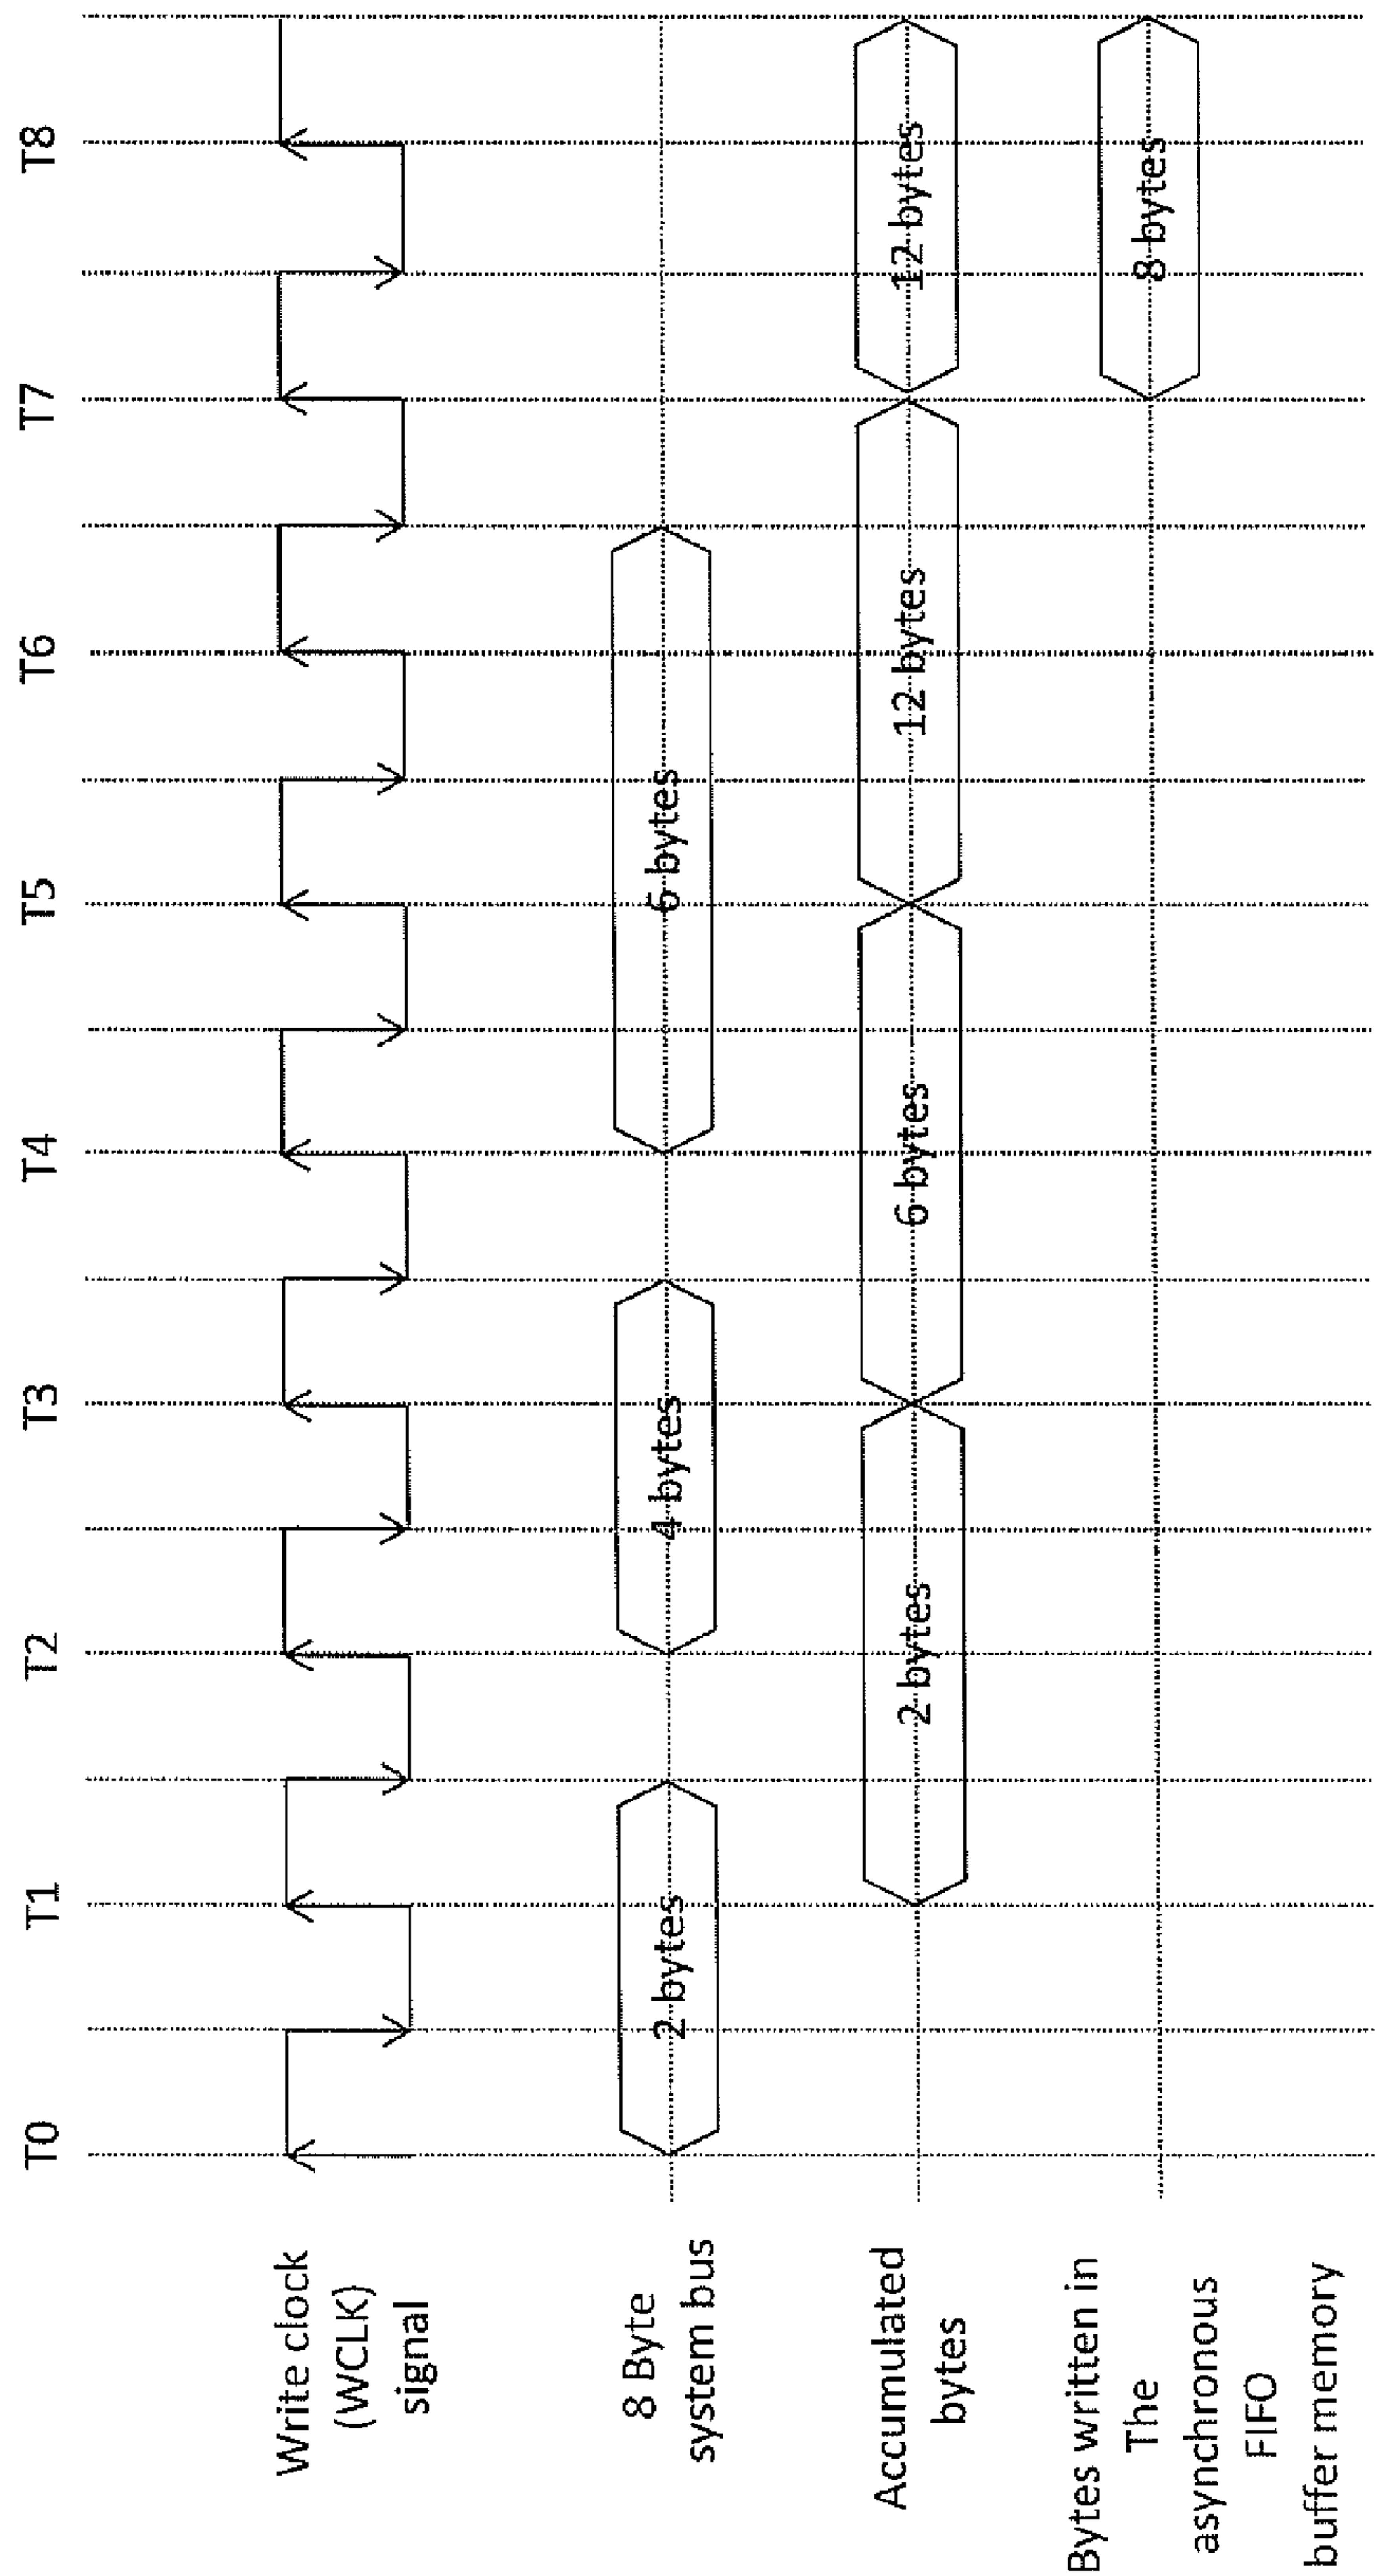 T0 T1 T2 T3 T4 T5 T6 T7 T8
Write clock
(WCLK)
signal
8 Byte
system bus
2 bytes 4 bytes 6 bytes
Accumulated
bytes
2 bytes 6 bytes 12 bytes 12 bytes
Bytes written in
The
asynchronous
FIFO
buffer memory
8 bytes